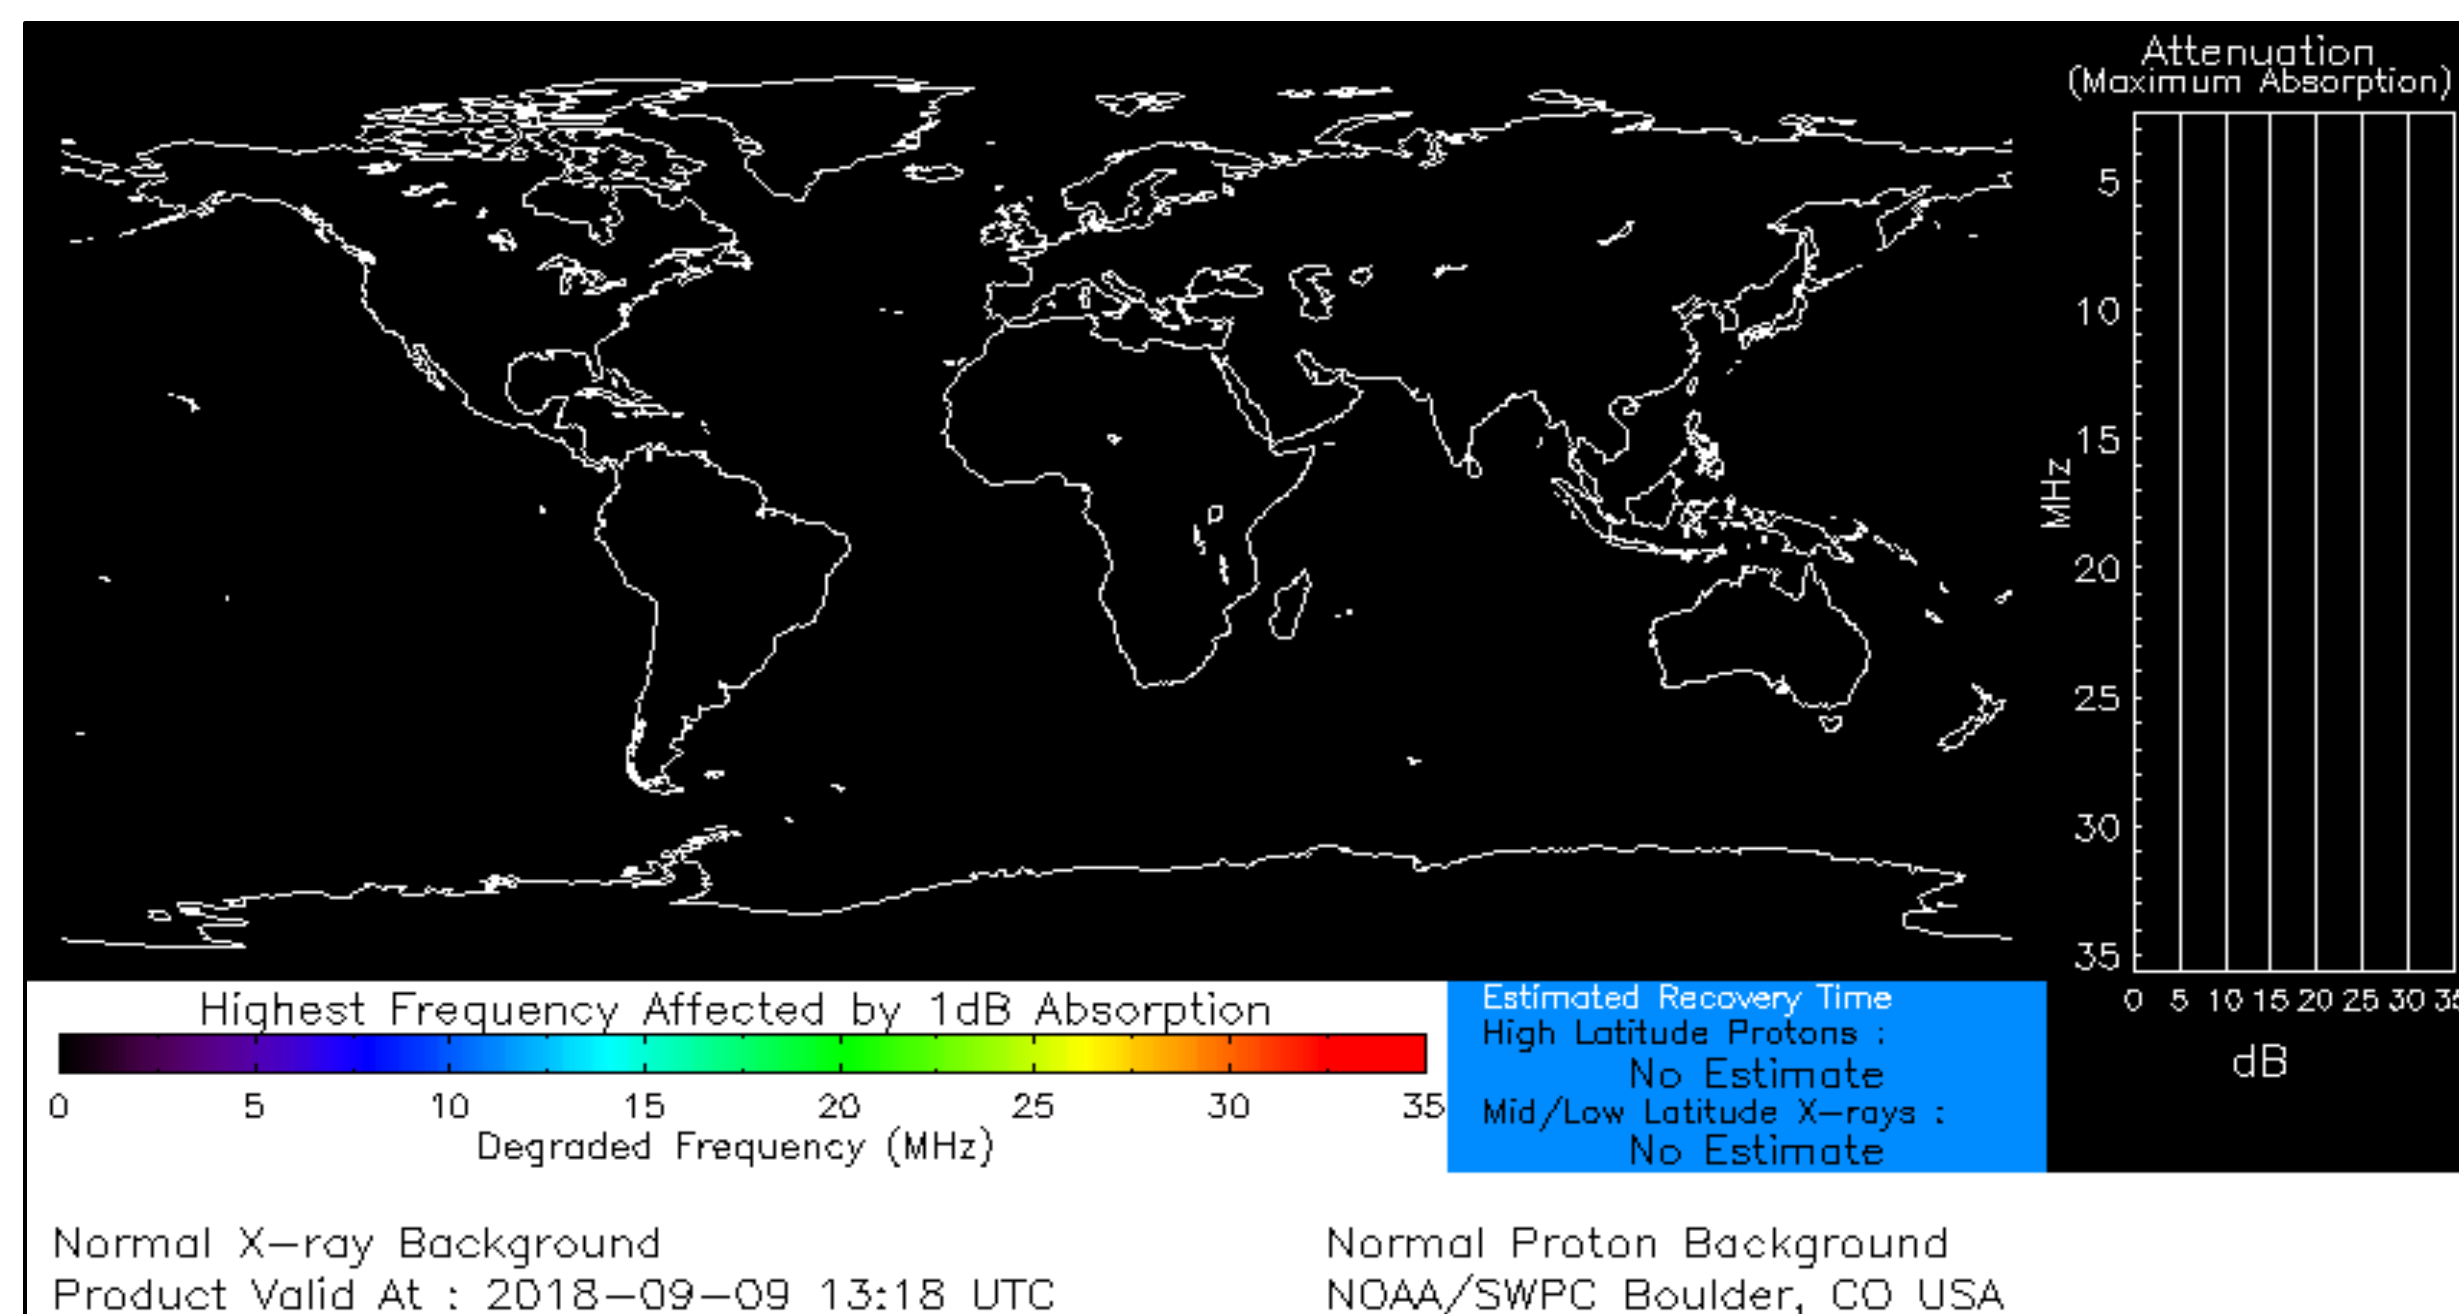 Attenuation
(Maximum Absorption)
5
10
15
20
25
30
35
MHz
0 5 10 15 20 25 30
dB
Highest Frequency Affected by 1dB Absorption
0 5 10 15 20 25 30 35
Degraded Frequency (MHz)
Estimated Recovery Time
High Latitude Protons :
No Estimate
Mid/Low Latitude X-rays :
No Estimate
Normal X-ray Background
Product Valid At : 2018-09-09 13:18 UTC
Normal Proton Background
NOAA/SWPC Boulder, CO USA